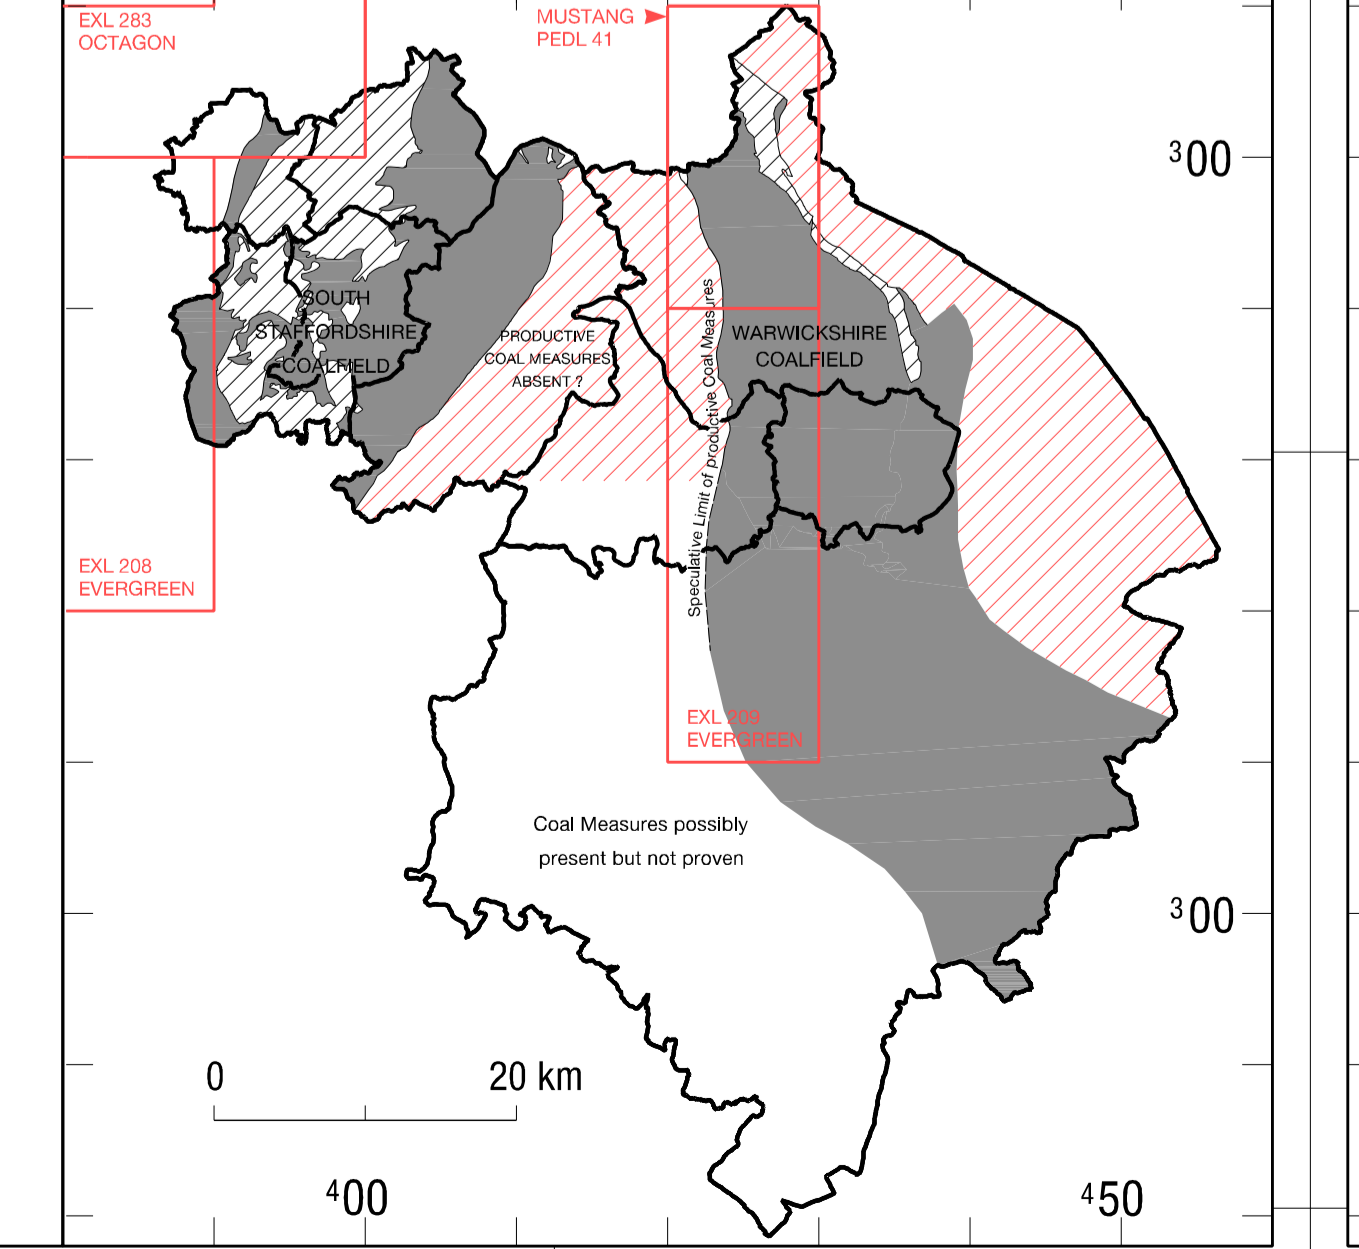 EXL 283
OCTAGON
MUSTANG
PEDL 41
300
SOUTH
STAFFORDSHIRE
COALFIELD
PRODUCTIVE
COAL MEASURES
ABSENT ?
WARWICKSHIRE
COALFIELD
Speculative Limit of productive Coal Measures
EXL 208
EVERGREEN
EXL 209
EVERGREEN
Coal Measures possibly
present but not proven
300
0 20 km
400 450